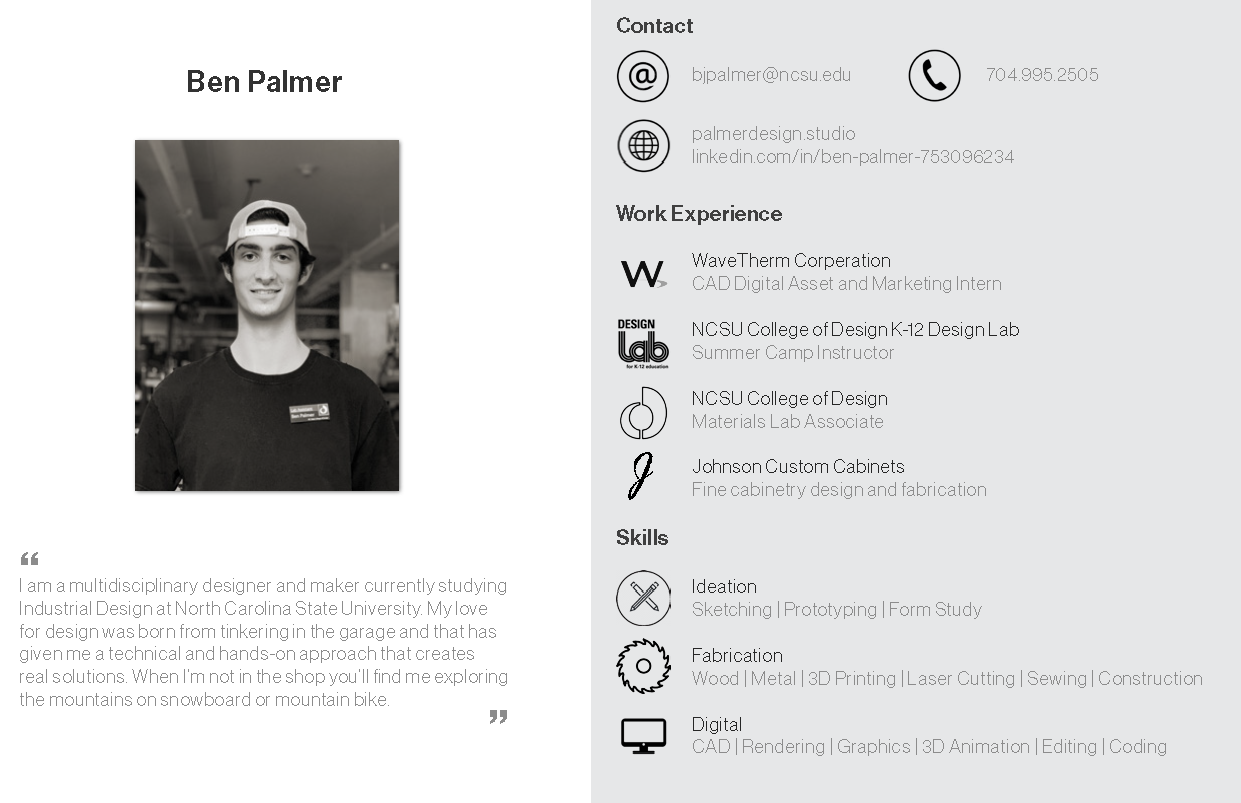 Ben Palmer
“
I am a multidisciplinary designer and maker currently studying
Industrial Design at North Carolina State University. My love
for design was born from tinkering in the garage and that has
given me a technical and hands-on approach that creates
real solutions. When I'm not in the shop you'll find me exploring
the mountains on snowboard or mountain bike.
”
Contact
@
bjpalmer@ncsu.edu
704.995.2505
palmerdesign.studio
linkedin.com/in/ben-palmer-753096234
Work Experience
W
WaveTherm Corperation
CAD Digital Asset and Marketing Intern
DESIGN
lab
for K-12 education
NCSU College of Design K-12 Design Lab
Summer Camp Instructor
NCSU College of Design
Materials Lab Associate
J
Johnson Custom Cabinets
Fine cabinetry design and fabrication
Skills
Ideation
Sketching | Prototyping | Form Study
Fabrication
Wood | Metal | 3D Printing | Laser Cutting | Sewing | Construction
Digital
CAD | Rendering | Graphics | 3D Animation | Editing | Coding